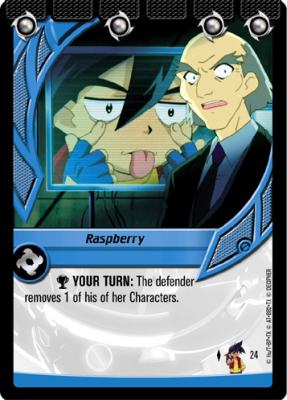 Raspberry
YOUR TURN: The defender
removes 1 of his of her Characters.
24